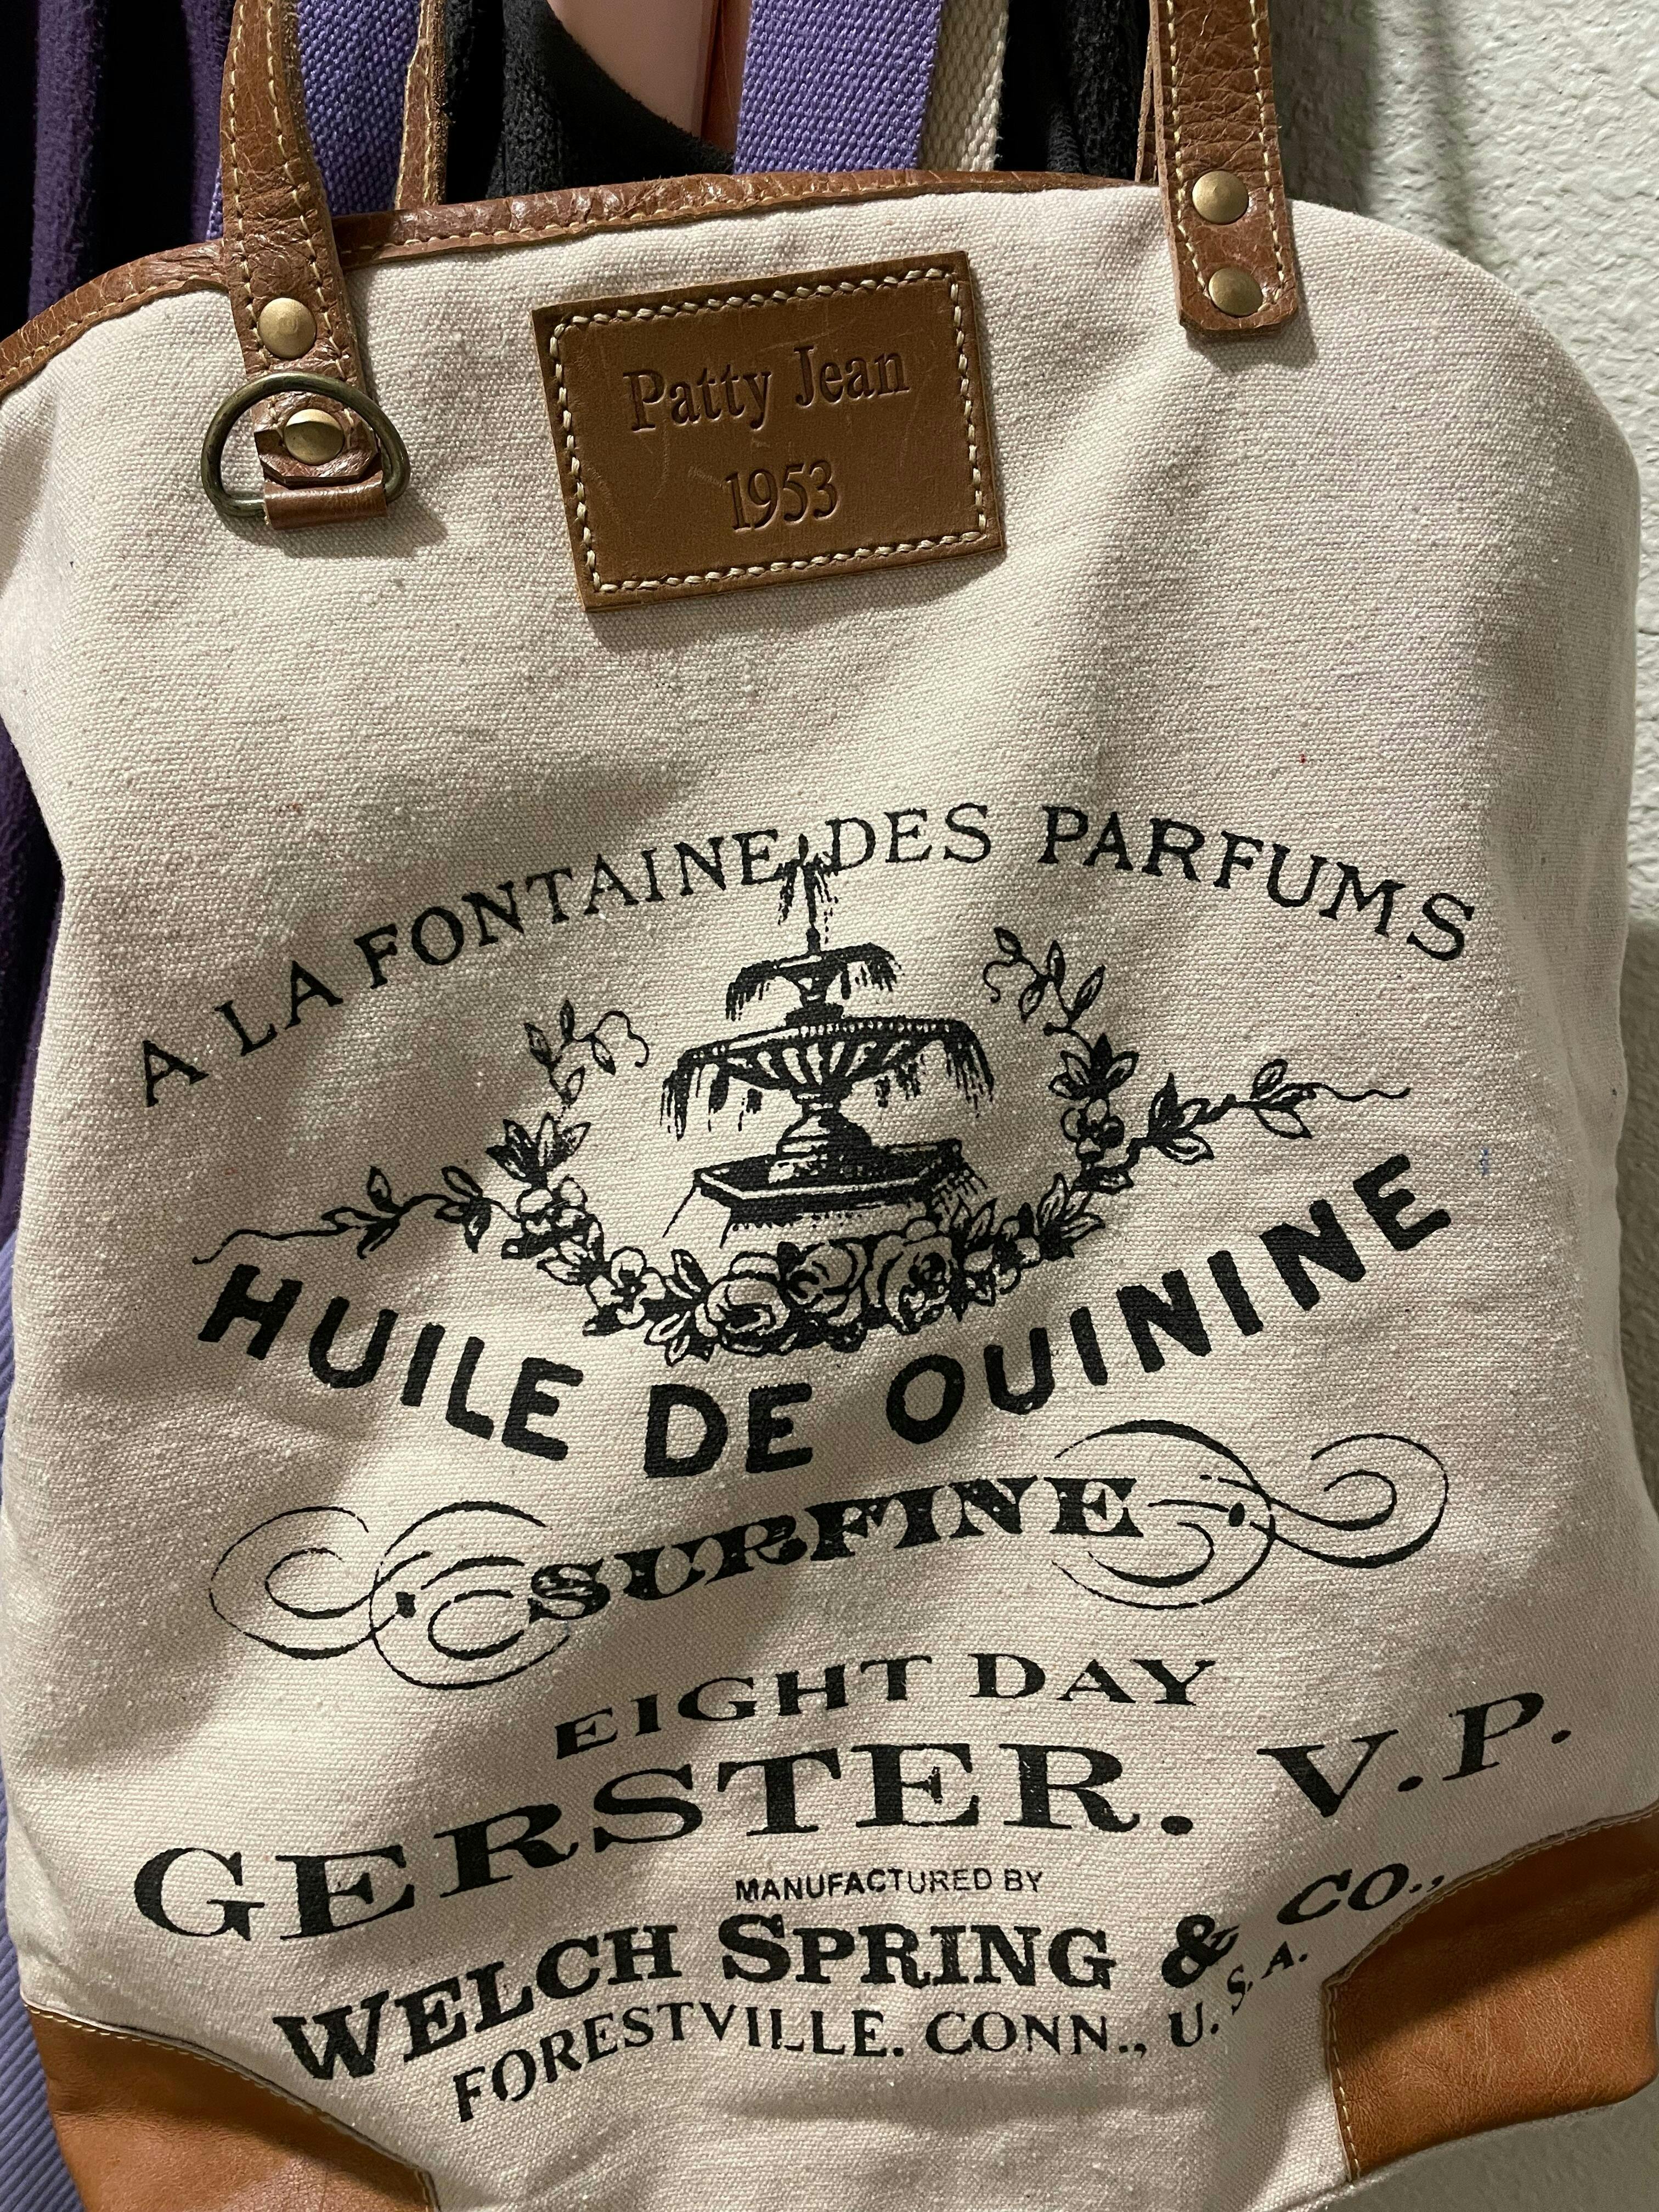 Patty Jean
1953
A LA FONTAINE DES PARFUMS
HUILE DE QUININE
SURFINE
EIGHT DAY
GERSTER. V.P.
MANUFACTURED BY
WELCH SPRING & CO.,
FORESTVILLE. CONN., U.S.A.